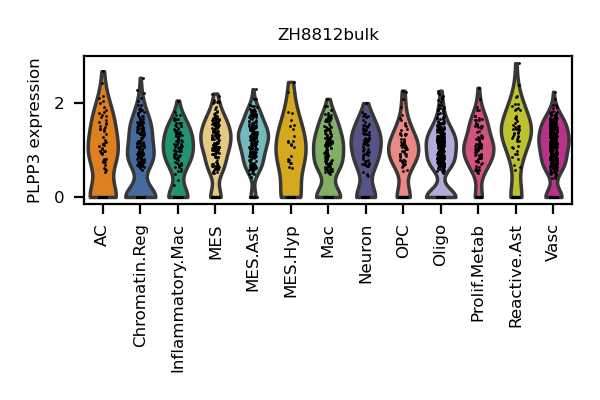 ZH8812bulk
PLPP3 expression
2
0
AC
Chromatin.Reg
Inflammatory.Mac
MES
MES.Ast
MES.Hyp
Mac
Neuron
OPC
Oligo
Prolif.Metab
Reactive.Ast
Vasc